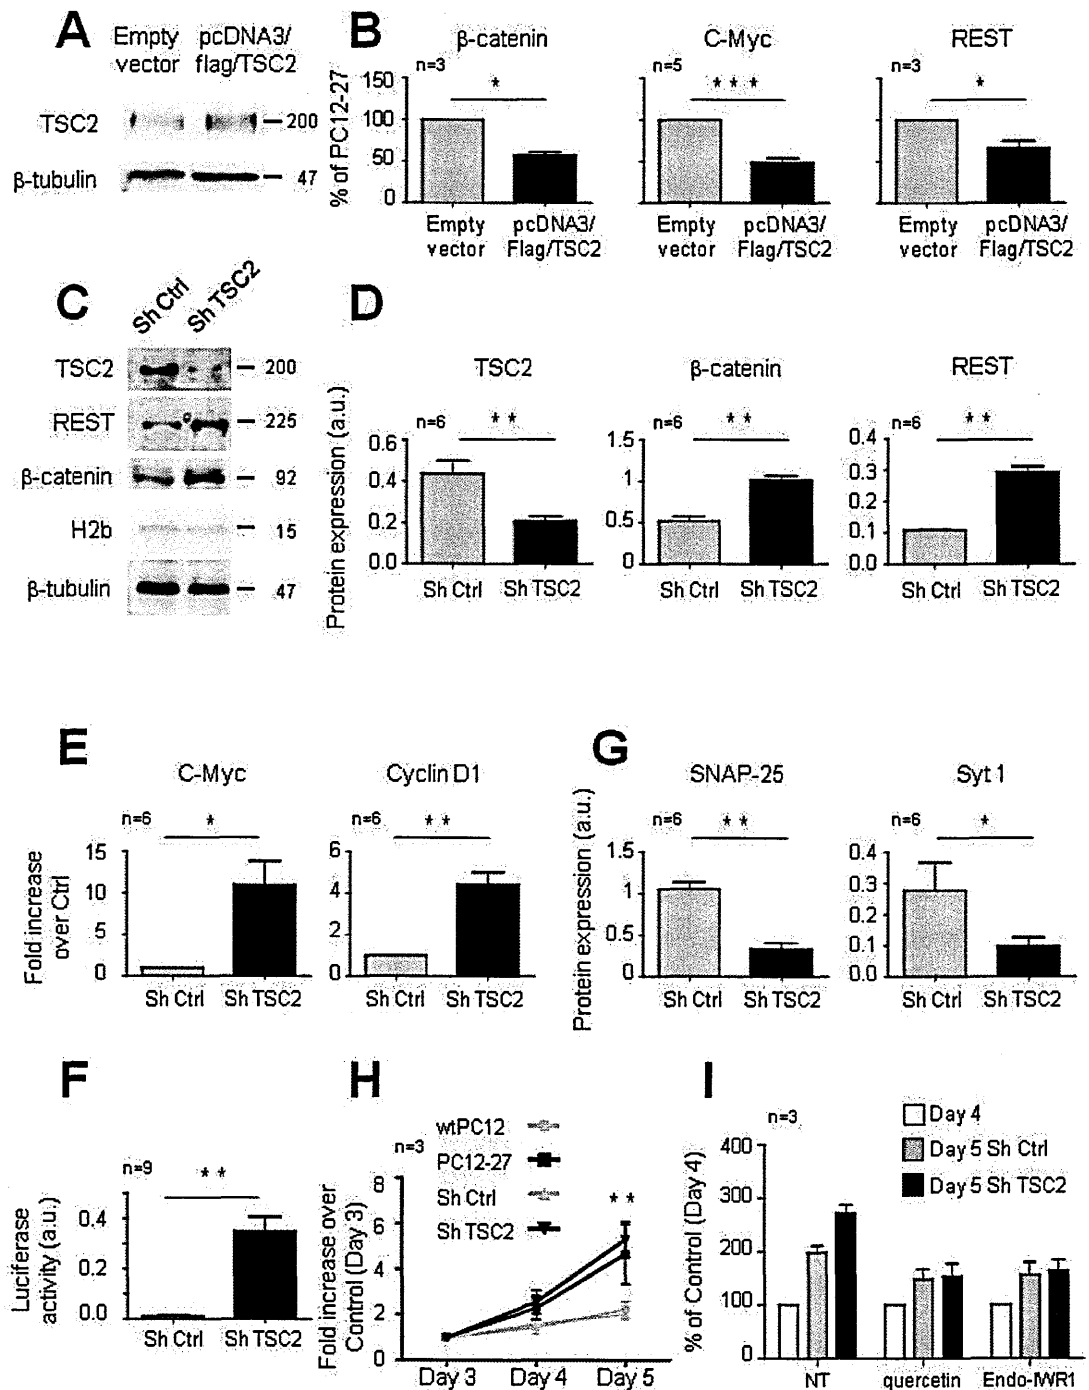 A
Empty vector
pcDNA3/ flag/TSC2
TSC2
200
β-tubulin
47
B
β-catenin
C-Myc
REST
n=3
*
n=5
***
n=3
*
% of PC12-27
150
100
50
0
Empty vector
pcDNA3/ Flag/TSC2
Empty vector
pcDNA3/ Flag/TSC2
Empty vector
pcDNA3/ Flag/TSC2
C
Sh Ctrl
Sh TSC2
TSC2
200
REST
225
β-catenin
92
H2b
15
β-tubulin
47
D
TSC2
β-catenin
REST
Protein expression (a.u.)
n=6
**
0.6
0.4
0.2
0.0
Sh Ctrl
Sh TSC2
n=6
**
1.5
1
0.5
0
Sh Ctrl
Sh TSC2
n=6
**
0.4
0.3
0.2
0.1
0.0
Sh Ctrl
Sh TSC2
E
C-Myc
Cyclin D1
Fold increase over Ctrl
n=6
*
15
10
5
0
Sh Ctrl
Sh TSC2
n=6
**
6
4
2
0
Sh Ctrl
Sh TSC2
G
SNAP-25
Syt 1
Protein expression (a.u.)
n=6
**
1.5
1
0.5
0
Sh Ctrl
Sh TSC2
n=6
*
0.4
0.3
0.2
0.1
0.0
Sh Ctrl
Sh TSC2
F
n=9
**
Luciferase activity (a.u.)
0.4
0.2
0.0
Sh Ctrl
Sh TSC2
H
wtPC12
PC12-27
Sh Ctrl
Sh TSC2
n=3
**
Fold increase over Control (Day 3)
8
6
4
2
0
Day 3
Day 4
Day 5
I
n=3
Day 4
Day 5 Sh Ctrl
Day 5 Sh TSC2
% of Control (Day 4)
400
300
200
100
NT
quercetin
Endo-IWR1